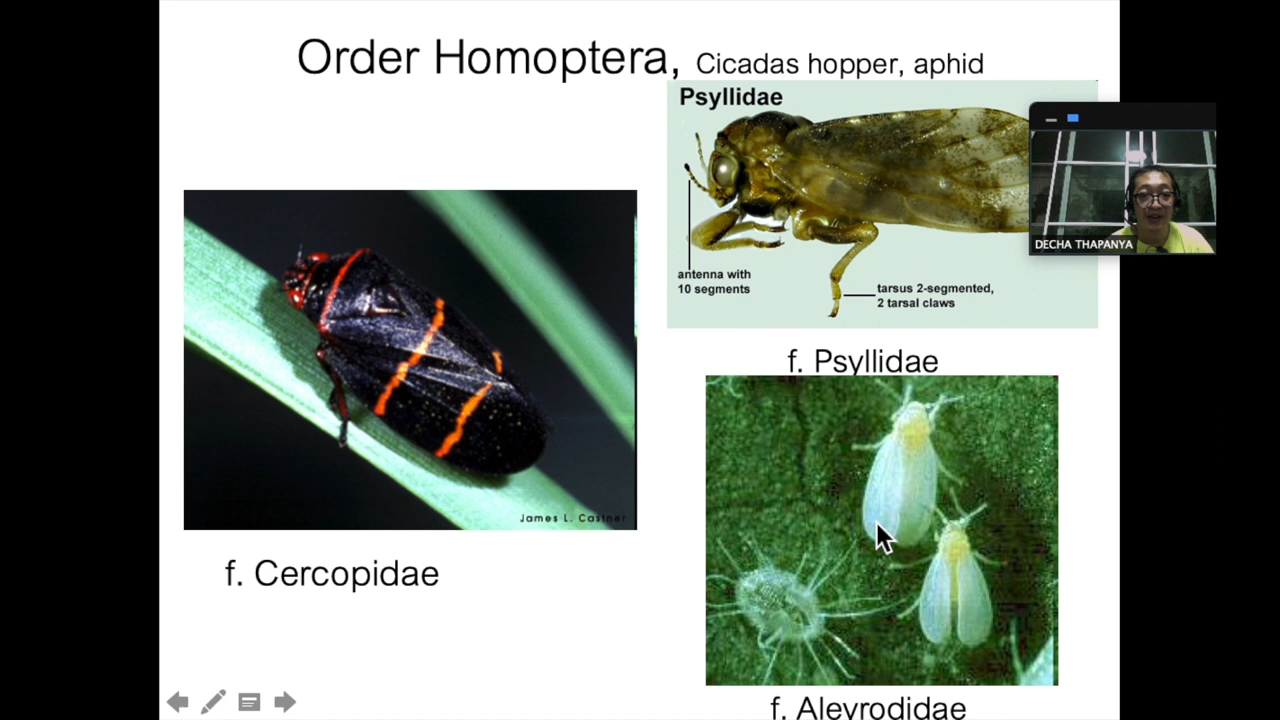 Order Homoptera, Cicadas hopper, aphid
Psyllidae
antenna with
10 segments
tarsus 2-segmented,
2 tarsal claws
DECHA THAPANYA
f. Psyllidae
James L. Castner
f. Cercopidae
f. Aleyrodidae